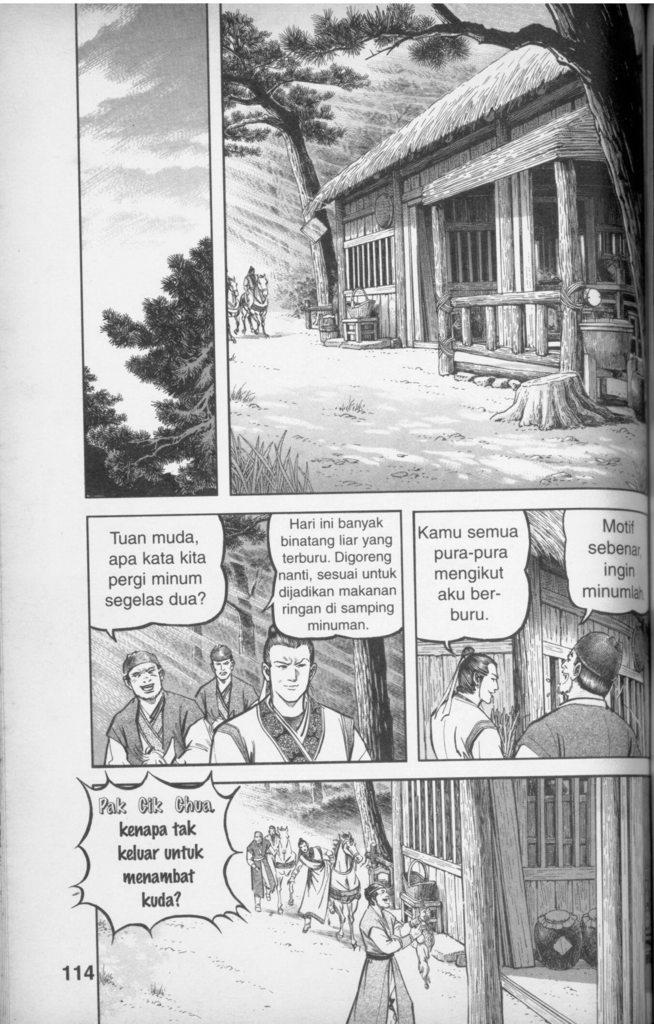 Tuan muda,
apa kata kita
pergi minum
segelas dua?
Hari ini banyak
binatang liar yang
terburu. Digoreng
nanti, sesuai untuk
dijadikan makanan
ringan di samping
minuman.
Kamu semua
pura-pura
mengikut
aku ber-
buru.
Motif
sebenar,
ingin
minumlah
Pak Cik Chua,
kenapa tak
keluar untuk
menambat
kuda?
114